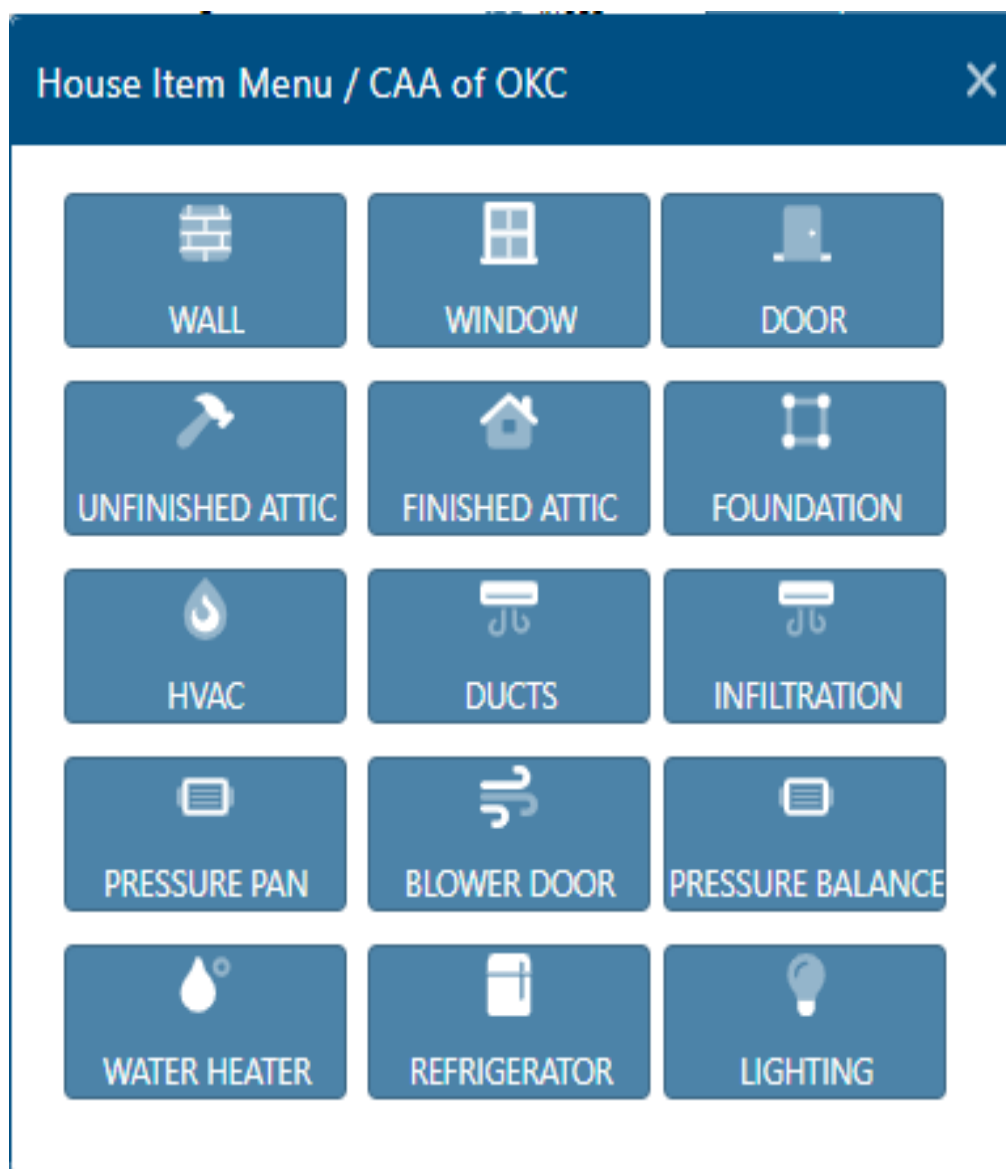 House Item Menu / CAA of OKC
WALL
WINDOW
DOOR
UNFINISHED ATTIC
FINISHED ATTIC
FOUNDATION
HVAC
DUCTS
INFILTRATION
PRESSURE PAN
BLOWER DOOR
PRESSURE BALANCE
WATER HEATER
REFRIGERATOR
LIGHTING